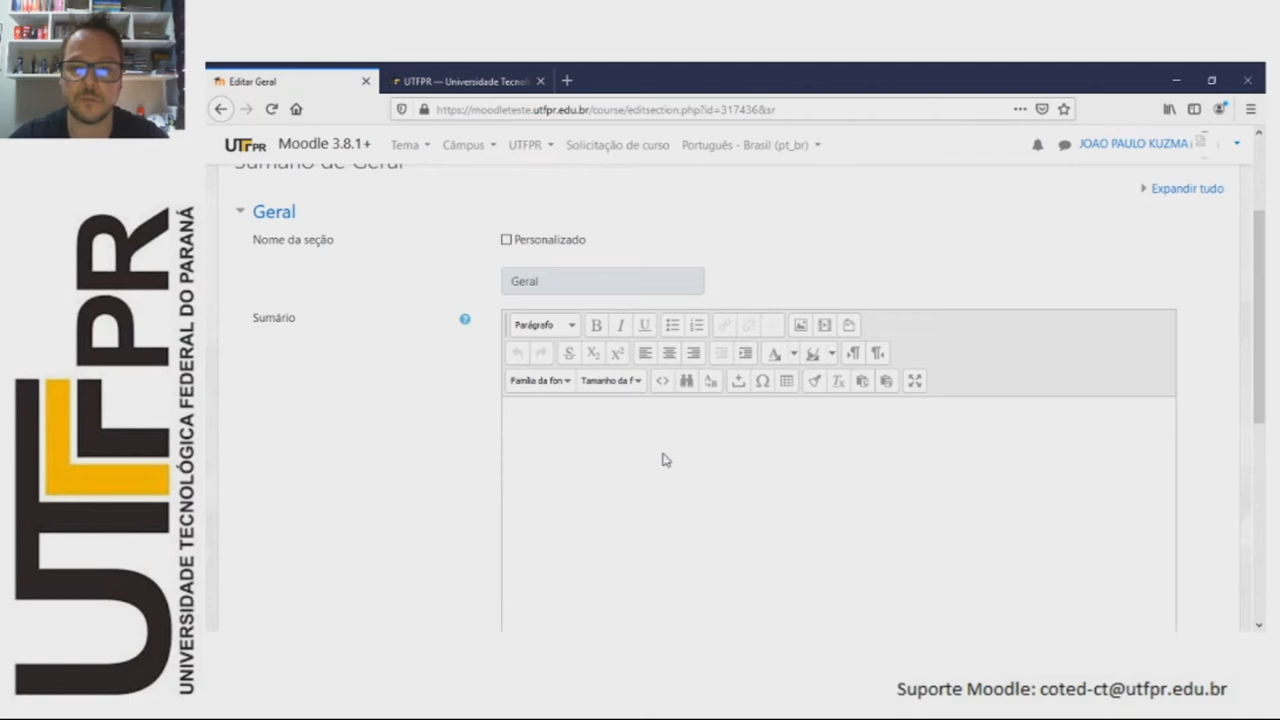 Editar Geral
UTFPR — Universidade Tecnol
https://moodleteste.utfpr.edu.br/course/editsection.php?id=317436&sr
UTFPR Moodle 3.8.1+ Tema Câmpus UTFPR Solicitação de curso Português - Brasil (pt_br) JOAO PAULO KUZMA
Sumário de Geral
Expandir tudo
Geral
Nome da seção
Personalizado
Geral
Sumário
Parágrafo
Família da fon
Tamanho da f
UTFPR
UNIVERSIDADE TECNOLÓGICA FEDERAL DO PARANÁ
Suporte Moodle: coted-ct@utfpr.edu.br